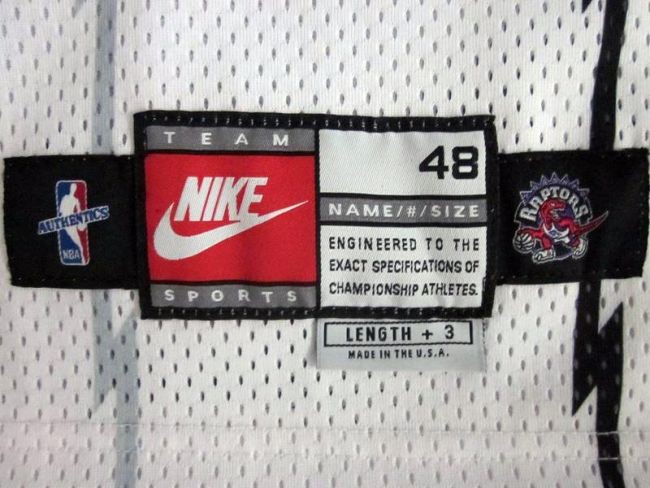 AUTHENTICS
NBA
TEAM
NIKE
SPORTS
48
NAME/#/SIZE
ENGINEERED TO THE
EXACT SPECIFICATIONS OF
CHAMPIONSHIP ATHLETES.
LENGTH + 3
MADE IN THE U.S.A.
RAPTORS